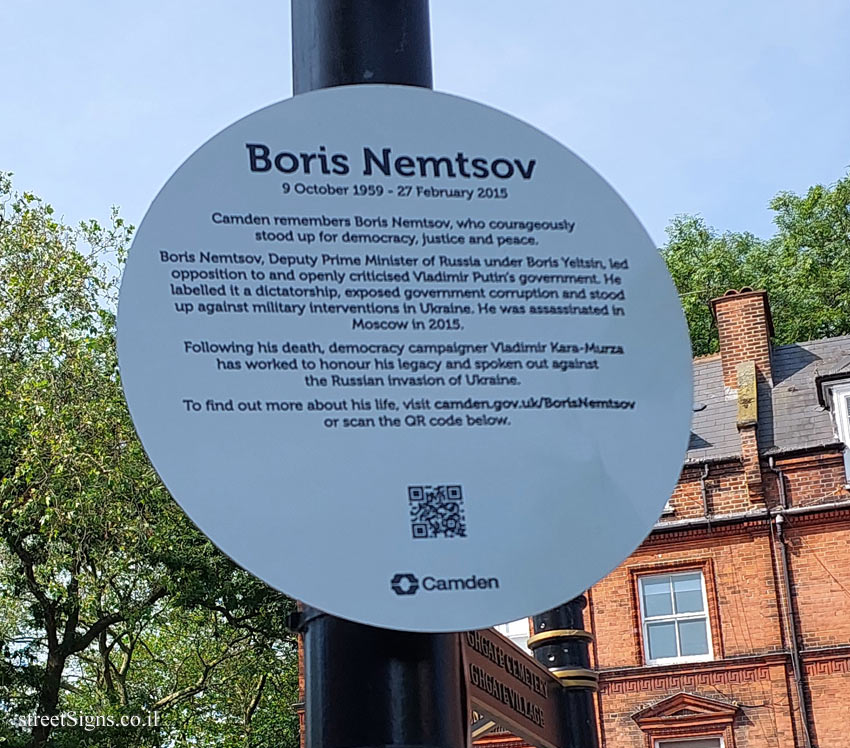 Boris Nemtsov
9 October 1959 - 27 February 2015
Camden remembers Boris Nemtsov, who courageously
stood up for democracy, justice and peace.
Boris Nemtsov, Deputy Prime Minister of Russia under Boris Yeltsin, led
opposition to and openly criticised Vladimir Putin's government. He
labelled it a dictatorship, exposed government corruption and stood
up against military interventions in Ukraine. He was assassinated in
Moscow in 2015.
Following his death, democracy campaigner Vladimir Kara-Murza
has worked to honour his legacy and spoken out against
the Russian invasion of Ukraine.
To find out more about his life, visit camden.gov.uk/BorisNemtsov
or scan the QR code below.
Camden
GHGATE CEMETERY
GHGATE VILLAGE
streetSigns.co.il